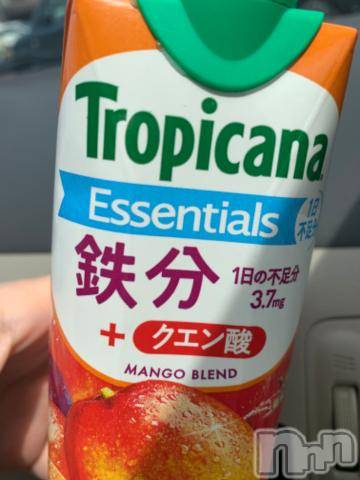 Tropicana
Essentials
1日
不足分
鉄分
1日の不足分
3.7mg
+ クエン酸
MANGO BLEND
nnn